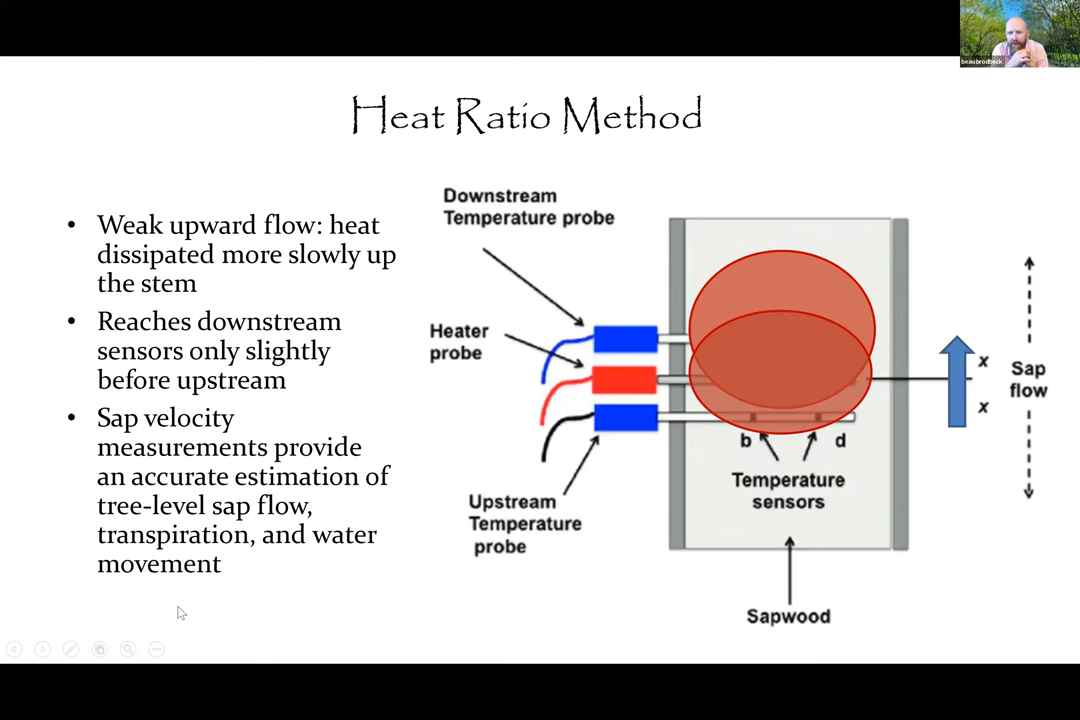 beaubrodbeck
Heat Ratio Method
• Weak upward flow: heat
dissipated more slowly up
the stem
• Reaches downstream
sensors only slightly
before upstream
• Sap velocity
measurements provide
an accurate estimation of
tree-level sap flow,
transpiration, and water
movement
Downstream
Temperature probe
Heater
probe
Upstream
Temperature
probe
b
d
Temperature
sensors
Sapwood
x
x
Sap
flow